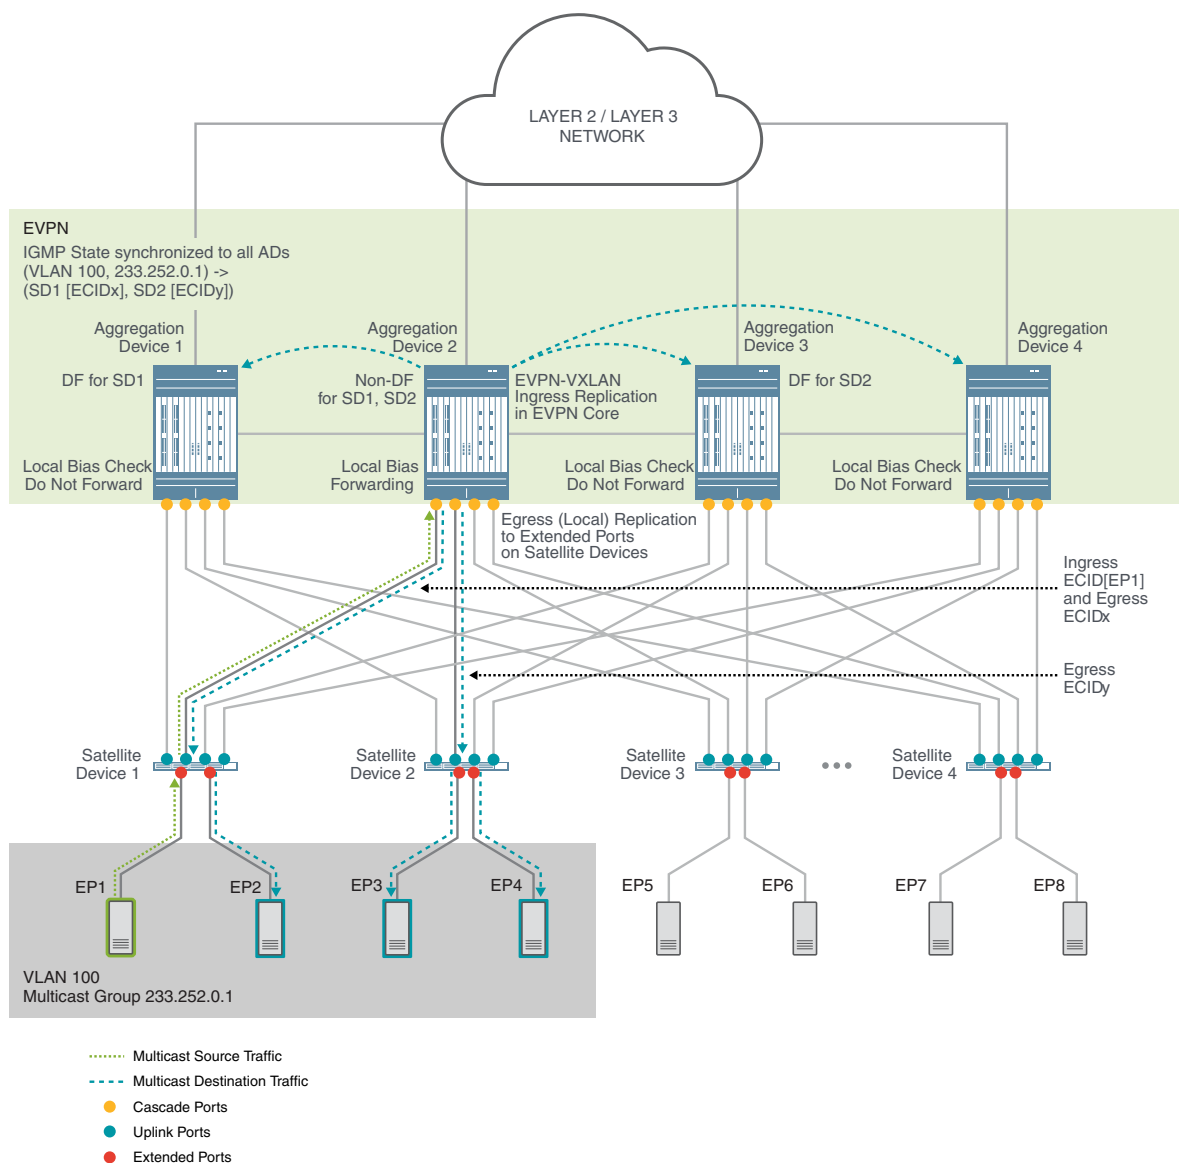 LAYER 2 / LAYER 3
NETWORK
EVPN
IGMP State synchronized to all ADs
(VLAN 100, 233.252.0.1) ->
(SD1 [ECIDx], SD2 [ECIDy])
Aggregation
Device 1
Aggregation
Device 2
Aggregation
Device 3
Aggregation
Device 4
DF for SD1
Non-DF
for SD1, SD2
EVPN-VXLAN
Ingress Replication
in EVPN Core
DF for SD2
Local Bias Check
Do Not Forward
Local Bias
Forwarding
Local Bias Check
Do Not Forward
Local Bias Check
Do Not Forward
Egress (Local) Replication
to Extended Ports
on Satellite Devices
Ingress
ECID[EP1]
and Egress
ECIDx
Egress
ECIDy
Satellite
Device 1
Satellite
Device 2
Satellite
Device 3
Satellite
Device 4
EP1
EP2
EP3
EP4
EP5
EP6
EP7
EP8
VLAN 100
Multicast Group 233.252.0.1
Multicast Source Traffic
Multicast Destination Traffic
Cascade Ports
Uplink Ports
Extended Ports